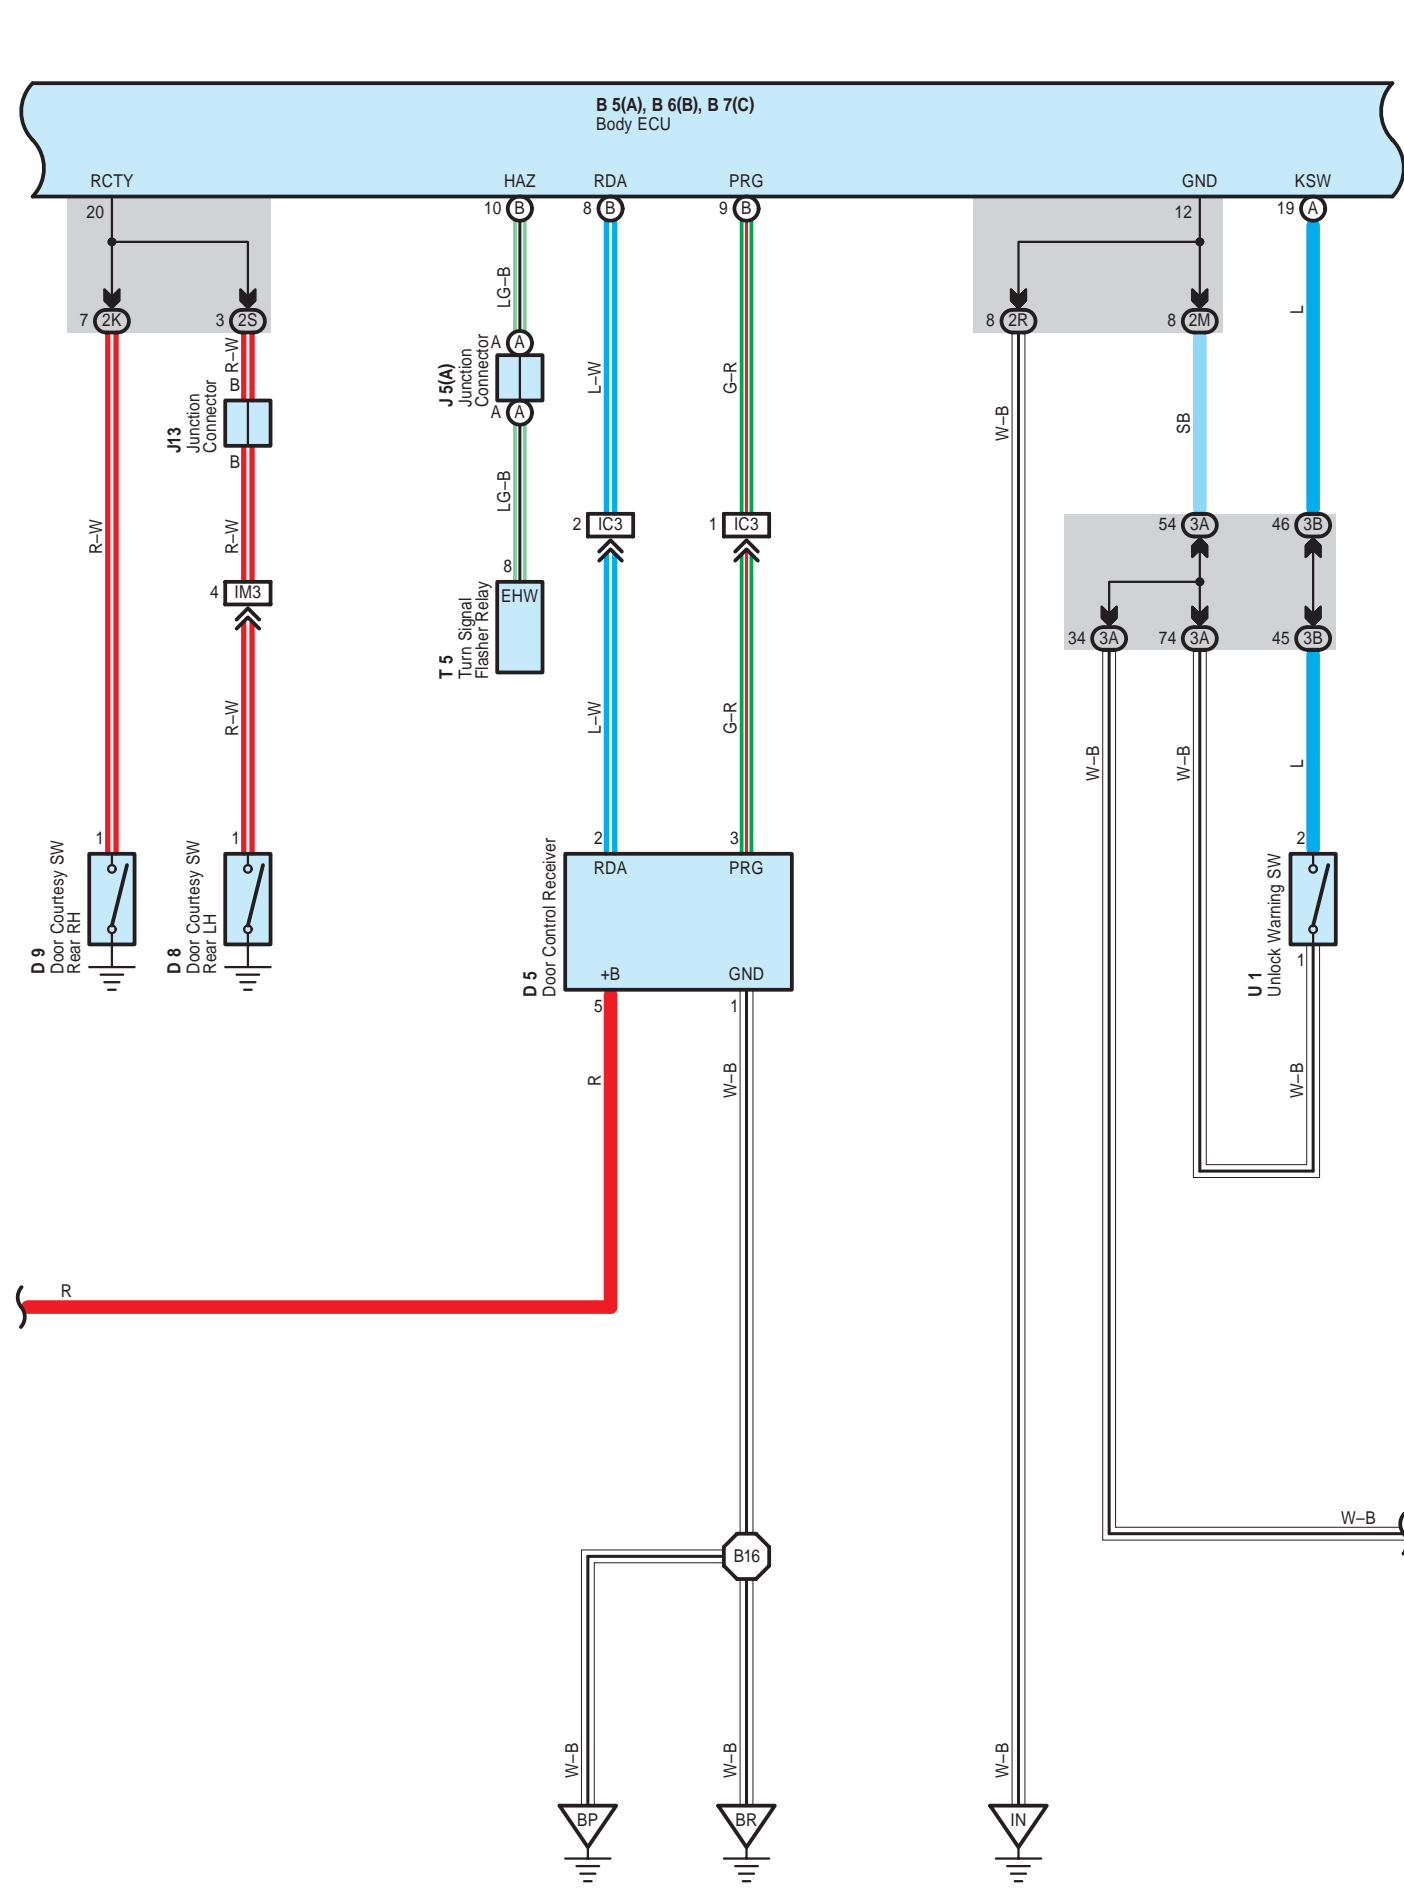 B 5(A), B 6(B), B 7(C)
Body ECU
RCTY
HAZ
RDA
PRG
GND
KSW
20
10 B
8 B
9 B
12
19 A
LG–B
L
7 2K
3 2S
8 2R
8 2M
A A
R–W
B
J 5(A)
Junction
Connector
L–W
G–R
J13
Junction
Connector
A A
W–B
SB
B
LG–B
R–W
R–W
2 IC3
1 IC3
54 3A
46 3B
8
4 IM3
EHW
T 5
Turn Signal
Flasher Relay
34 3A
74 3A
45 3B
R–W
L–W
G–R
W–B
W–B
L
1
1
2
3
2
RDA
PRG
D 9
Door Courtesy SW
Rear RH
D 8
Door Courtesy SW
Rear LH
D 5
Door Control Receiver
U 1
Unlock Warning SW
+B
GND
1
5
1
R
W–B
W–B
R
W–B
B16
W–B
W–B
W–B
BP
BR
IN